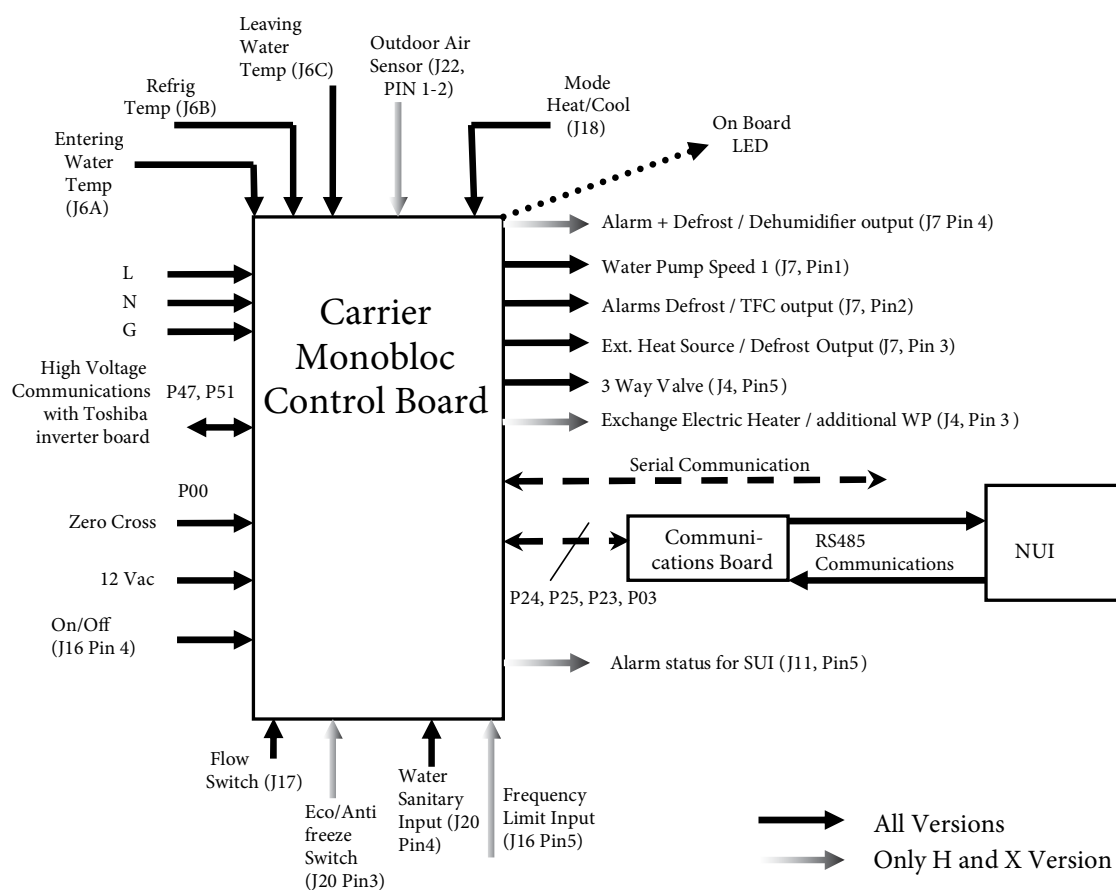 Leaving
Water
Temp (J6C)
Outdoor Air
Sensor (J22,
PIN 1-2)
Refrig
Temp (J6B)
Mode
Heat/Cool
(J18)
On Board
LED
Entering
Water
Temp
(J6A)
Alarm + Defrost / Dehumidifier output (J7 Pin 4)
Water Pump Speed 1 (J7, Pin1)
Alarms Defrost / TFC output (J7, Pin2)
Ext. Heat Source / Defrost Output (J7, Pin 3)
3 Way Valve (J4, Pin5)
Exchange Electric Heater / additional WP (J4, Pin 3 )
L
N
G
Carrier
Monobloc
Control Board
High Voltage
Communications
with Toshiba
inverter board
P47, P51
Serial Communication
P00
Zero Cross
12 Vac
On/Off
(J16 Pin 4)
Communi-
cations Board
RS485
Communications
NUI
P24, P25, P23, P03
Alarm status for SUI (J11, Pin5)
Flow
Switch (J17)
Eco/Anti
freeze
Switch
(J20 Pin3)
Water
Sanitary
Input (J20
Pin4)
Frequency
Limit Input
(J16 Pin5)
All Versions
Only H and X Version